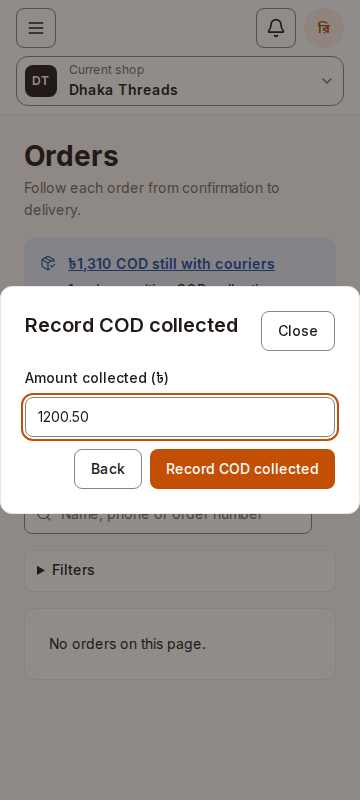 রি
Current shop
DT
Dhaka Threads
Orders
Follow each order from confirmation to
delivery.
৳1,310 COD still with couriers
Record COD collected
Close
Amount collected (৳)
1200.50
Back
Record COD collected
Name, phone or order number
Filters
No orders on this page.